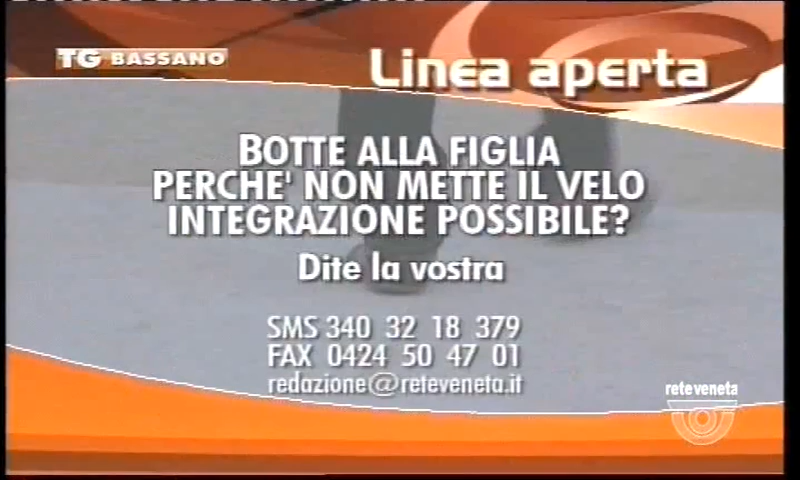 TG BASSANO
Linea aperta
BOTTE ALLA FIGLIA
PERCHE' NON METTE IL VELO
INTEGRAZIONE POSSIBILE?
Dite la vostra
SMS 340 32 18 379
FAX 0424 50 47 01
redazione@reteveneta.it
reteveneta